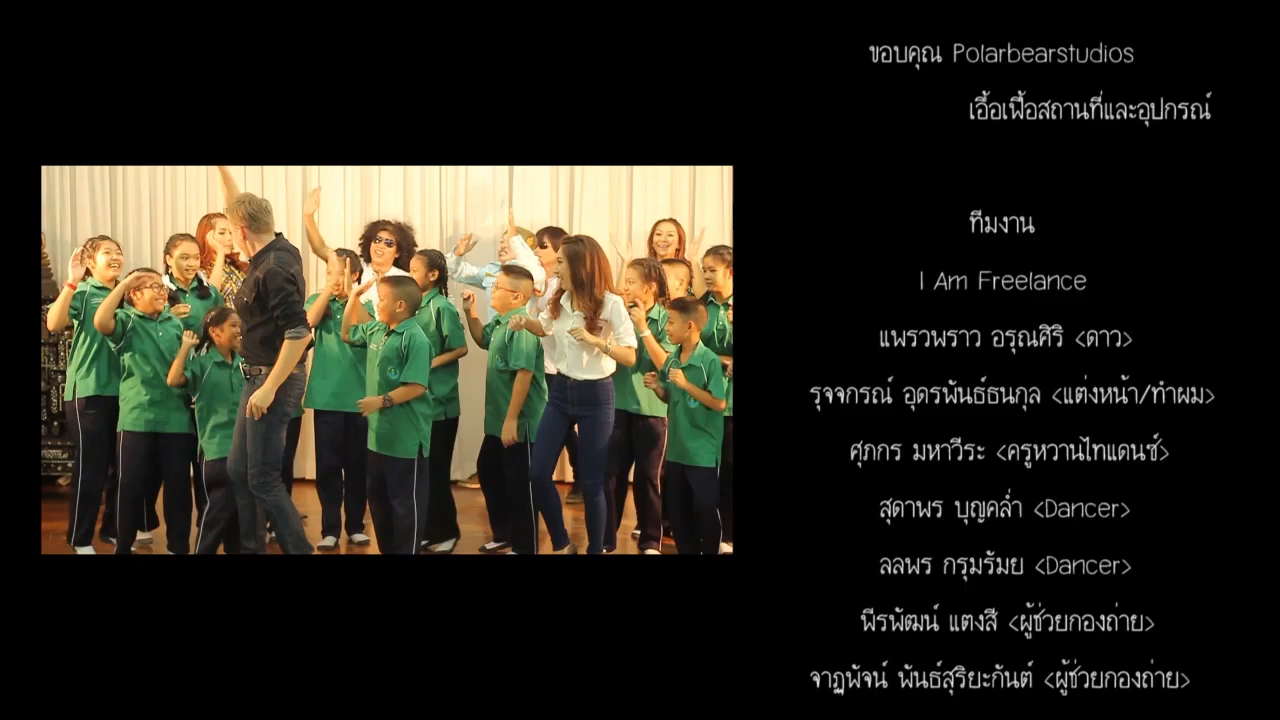 ขอบคุณ Polarbearstudios
เอื้อเฟื้อสถานที่และอุปกรณ์
ทีมงาน
I Am Freelance
แพรวพราว อรุณศิริ <ดาว>
รุจจกรณ์ อุดรพันธ์ธนกุล <แต่งหน้า/ทำผม>
ศุภกร มหาวีระ <ครูหวานไทแดนซ์>
สุดาพร บุญคล่ำ <Dancer>
ลลพร กรุมรัมย <Dancer>
พีรพัฒน์ แตงสี <ผู้ช่วยกองถ่าย>
จาฏพัจน์ พันธ์สุริยะกันต์ <ผู้ช่วยกองถ่าย>